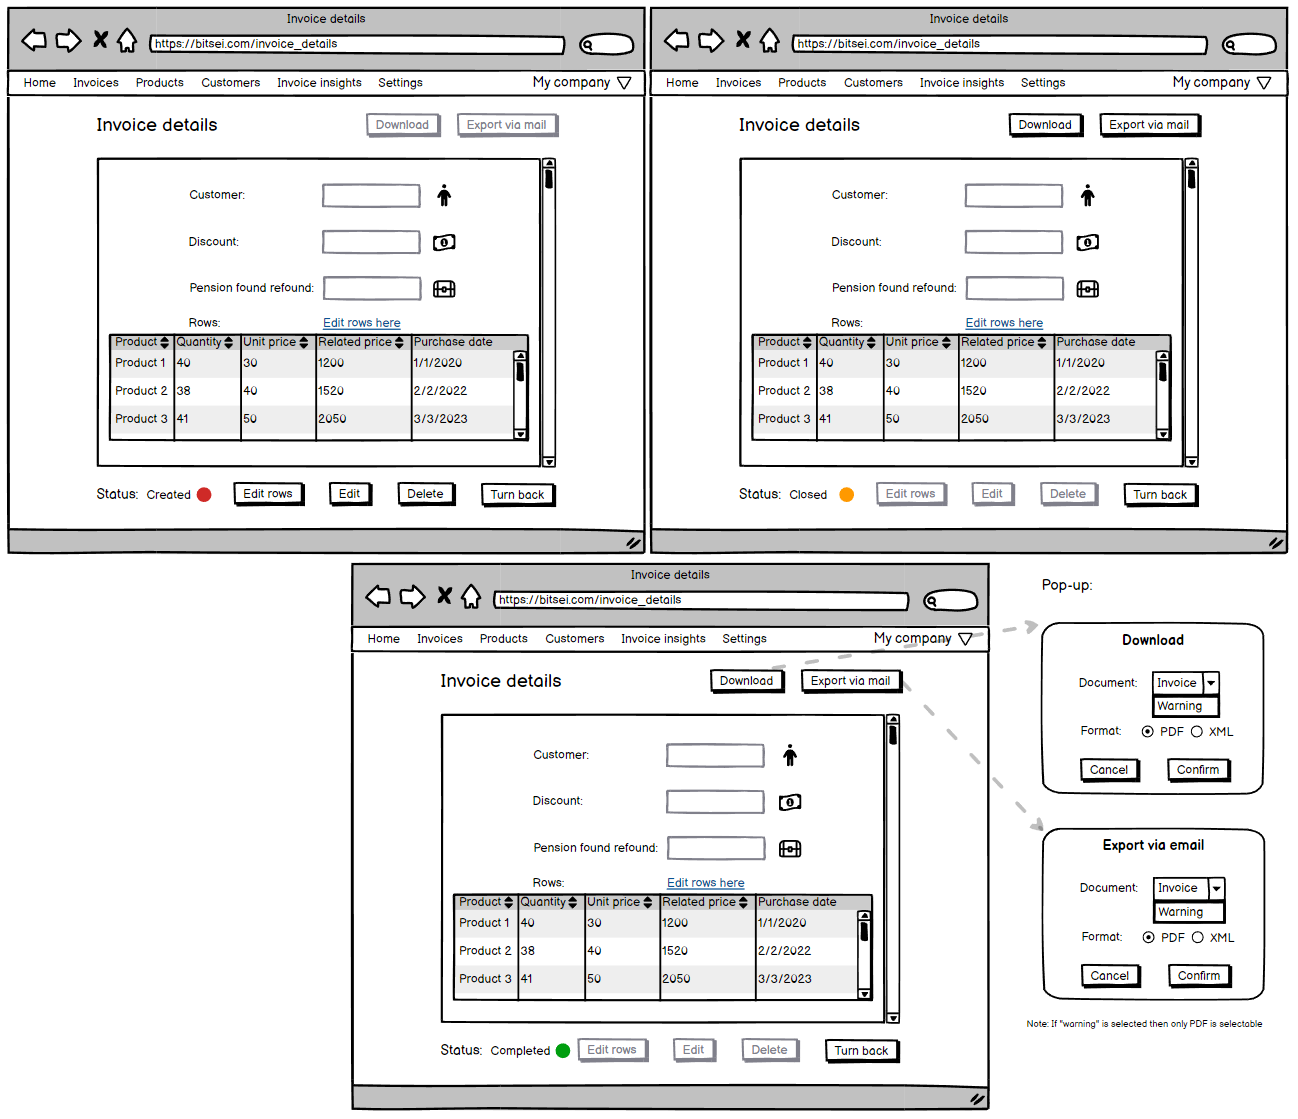 Invoice details
https://bitsei.com/invoice_details
Home Invoices Products Customers Invoice insights Settings My company
Invoice details Download Export via mail
Customer:
Discount:
Pension found refound:
Rows: Edit rows here
Product Quantity Unit price Related price Purchase date
Product 1 40 30 1200 1/1/2020
Product 2 38 40 1520 2/2/2022
Product 3 41 50 2050 3/3/2023
Status: Created Edit rows Edit Delete Turn back
Invoice details
https://bitsei.com/invoice_details
Home Invoices Products Customers Invoice insights Settings My company
Invoice details Download Export via mail
Customer:
Discount:
Pension found refound:
Rows: Edit rows here
Product Quantity Unit price Related price Purchase date
Product 1 40 30 1200 1/1/2020
Product 2 38 40 1520 2/2/2022
Product 3 41 50 2050 3/3/2023
Status: Closed Edit rows Edit Delete Turn back
Invoice details
https://bitsei.com/invoice_details
Home Invoices Products Customers Invoice insights Settings My company
Invoice details Download Export via mail
Customer:
Discount:
Pension found refound:
Rows: Edit rows here
Product Quantity Unit price Related price Purchase date
Product 1 40 30 1200 1/1/2020
Product 2 38 40 1520 2/2/2022
Product 3 41 50 2050 3/3/2023
Status: Completed Edit rows Edit Delete Turn back
Pop-up:
Download
Document: Invoice
Warning
Format: PDF XML
Cancel Confirm
Export via email
Document: Invoice
Warning
Format: PDF XML
Cancel Confirm
Note: If "warning" is selected then only PDF is selectable